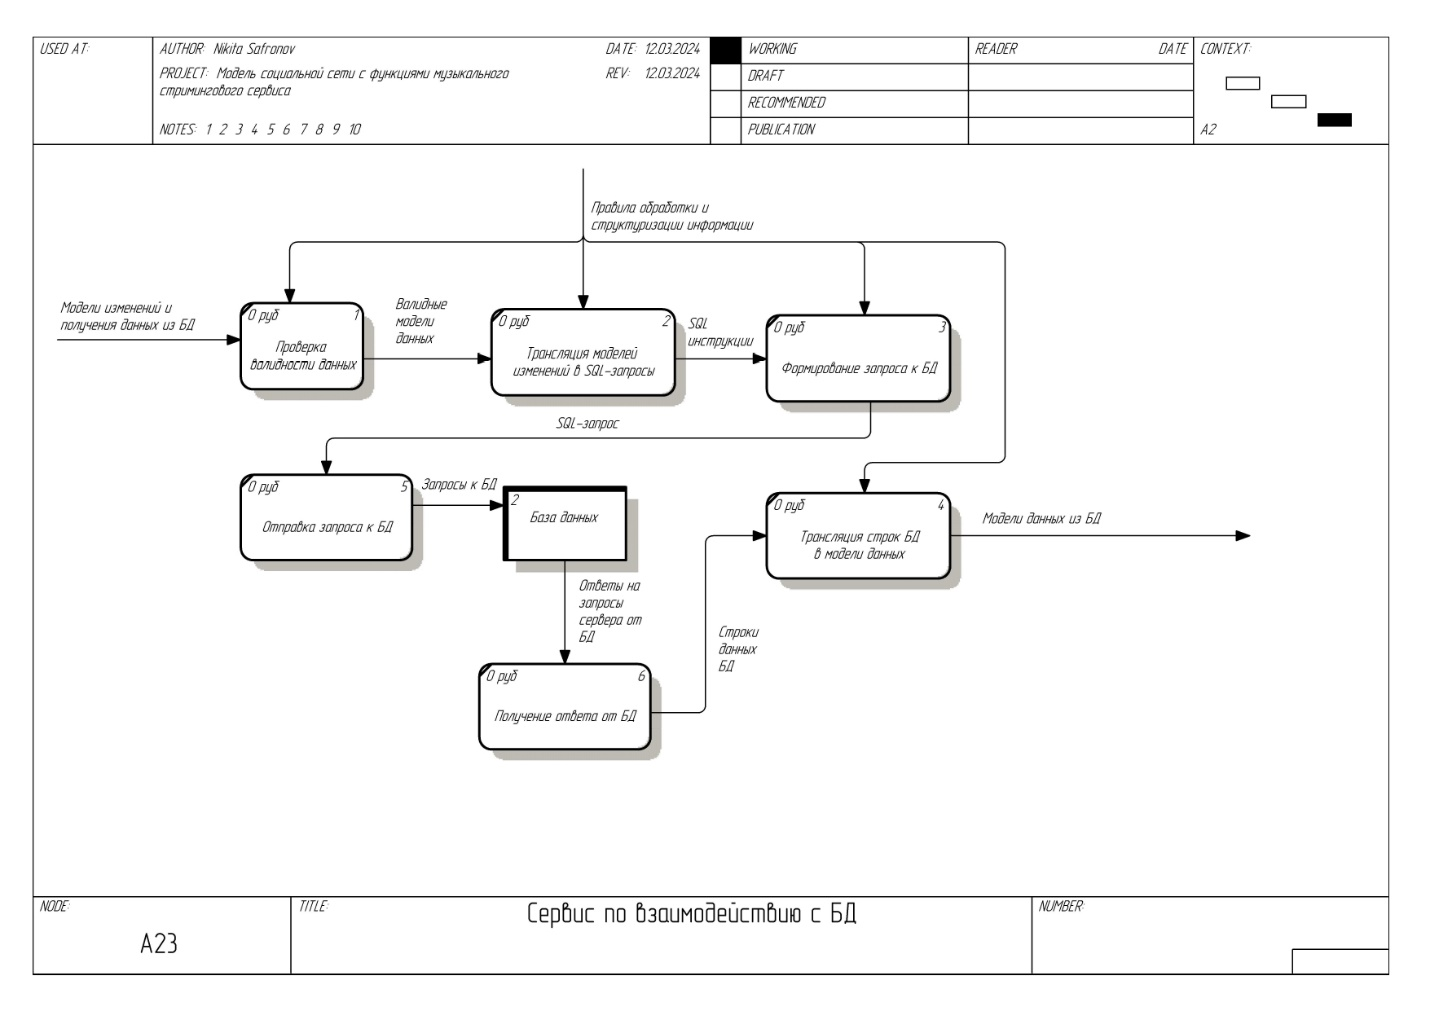 USED AT:
AUTHOR: Nikita Safronov
DATE: 12.03.2024
PROJECT: Модель социальной сети с функциями музыкального
стримингового сервиса
REV: 12.03.2024
NOTES: 1 2 3 4 5 6 7 8 9 10
WORKING
DRAFT
RECOMMENDED
PUBLICATION
READER
DATE
CONTEXT:
A2
Правила обработки и
структуризации информации
Модели изменений и
получения данных из БД
0 руб
1
Проверка
валидности данных
Валидные
модели
данных
0 руб
2
Трансляция моделей
изменений в SQL-запросы
SQL
инструкции
0 руб
3
Формирование запроса к БД
SQL-запрос
0 руб
5
Отправка запроса к БД
Запросы к БД
2
База данных
Ответы на
запросы
сервера от
БД
0 руб
6
Получение ответа от БД
Строки
данных
БД
0 руб
4
Трансляция строк БД
в модели данных
Модели данных из БД
NODE:
A23
TITLE:
Сервис по взаимодействию с БД
NUMBER: